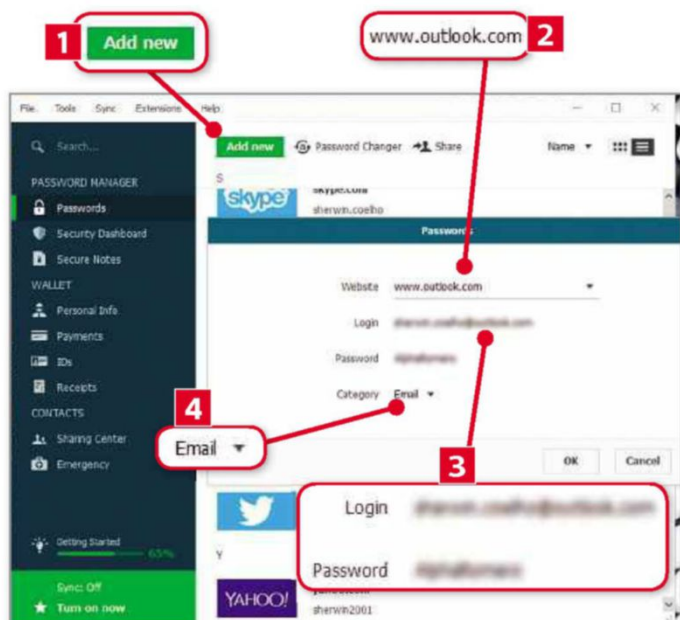 1 Add new
www.outlook.com 2
File Tools Sync Extensions Help
Search...
Add new Password Changer Share Name
S
PASSWORD MANAGER
skype
skype.com
sherwin.coelho
Passwords
Passwords
Security Dashboard
Secure Notes
WALLET
Website www.outlook.com
Personal Info
Login
Payments
Password
IDs
Category Email
Receipts
CONTACTS
4
Sharing Center
Email
Emergency
3
OK Cancel
Login
Password
Getting Started
65%
Y
YAHOO!
sherwin2001
Sync: Off
Turn on now